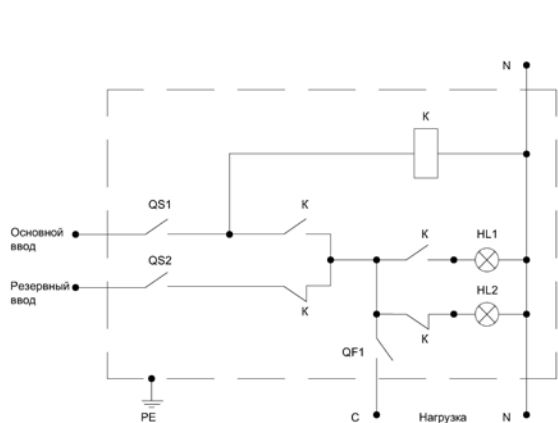 N
K
QS1
K
Основной
ввод
K
HL1
QS2
Резервный
ввод
HL2
K
K
QF1
PE
C
Нагрузка
N